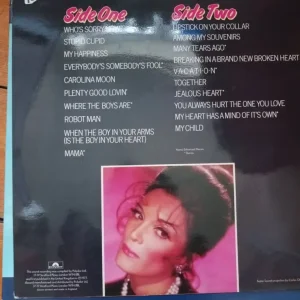 Side One
WHO'S SORRY NOW
STUPID CUPID
MY HAPPINESS
EVERYBODY'S SOMEBODY'S FOOL*
CAROLINA MOON
PLENTY GOOD LOVIN'
WHERE THE BOYS ARE*
ROBOT MAN
WHEN THE BOY IN YOUR ARMS
(IS THE BOY IN YOUR HEART)
MAMA*
Side Two
LIPSTICK ON YOUR COLLAR
AMONG MY SOUVENIRS
MANY TEARS AGO*
BREAKING IN A BRAND NEW BROKEN HEART
V·A·C·A·T·I·O·N*
TOGETHER
JEALOUS HEART*
YOU ALWAYS HURT THE ONE YOU LOVE
MY HEART HAS A MIND OF IT'S OWN*
MY CHILD